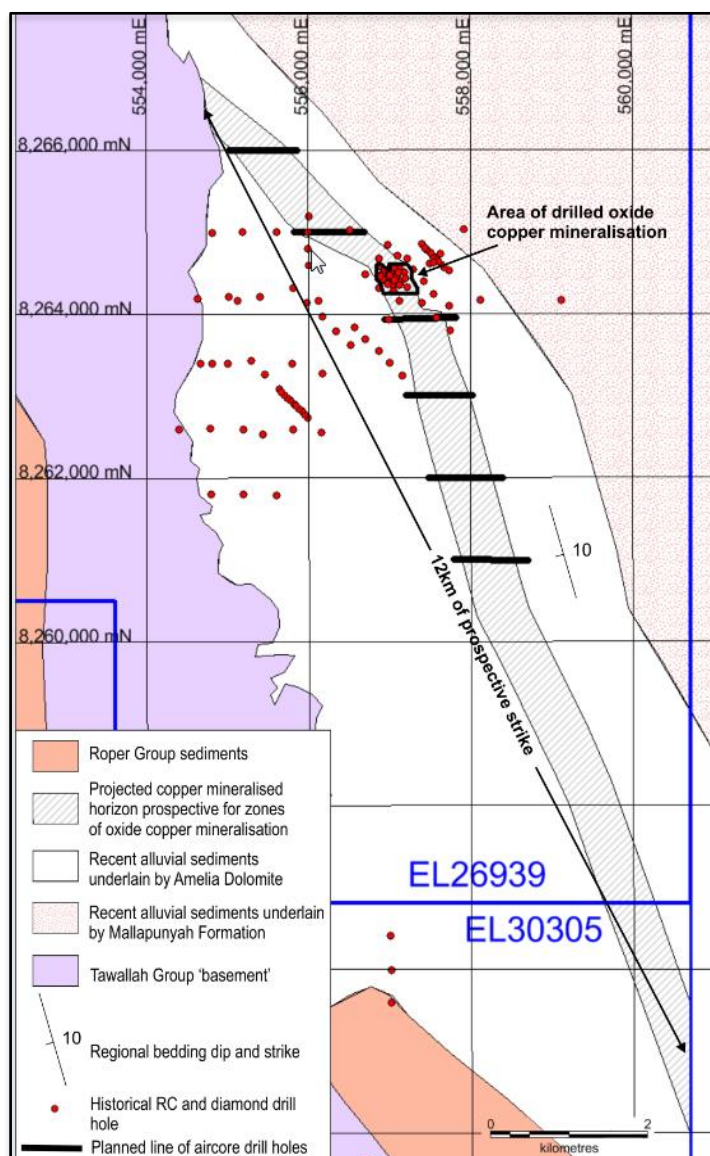 554,000 mE
556,000 mE
558,000 mE
560,000 mE
8,266,000 mN
Area of drilled oxide
copper mineralisation
8,264,000 mN
8,262,000 mN
10
12km of prospective strike
8,260,000 mN
EL26939
EL30305
Roper Group sediments
Projected copper mineralised
horizon prospective for zones
of oxide copper mineralisation
Recent alluvial sediments
underlain by Amelia Dolomite
Recent alluvial sediments underlain
by Mallapunyah Formation
Tawallah Group ‘basement’
10
Regional bedding dip and strike
Historical RC and diamond drill
hole
Planned line of aircore drill holes
0 2
kilometres